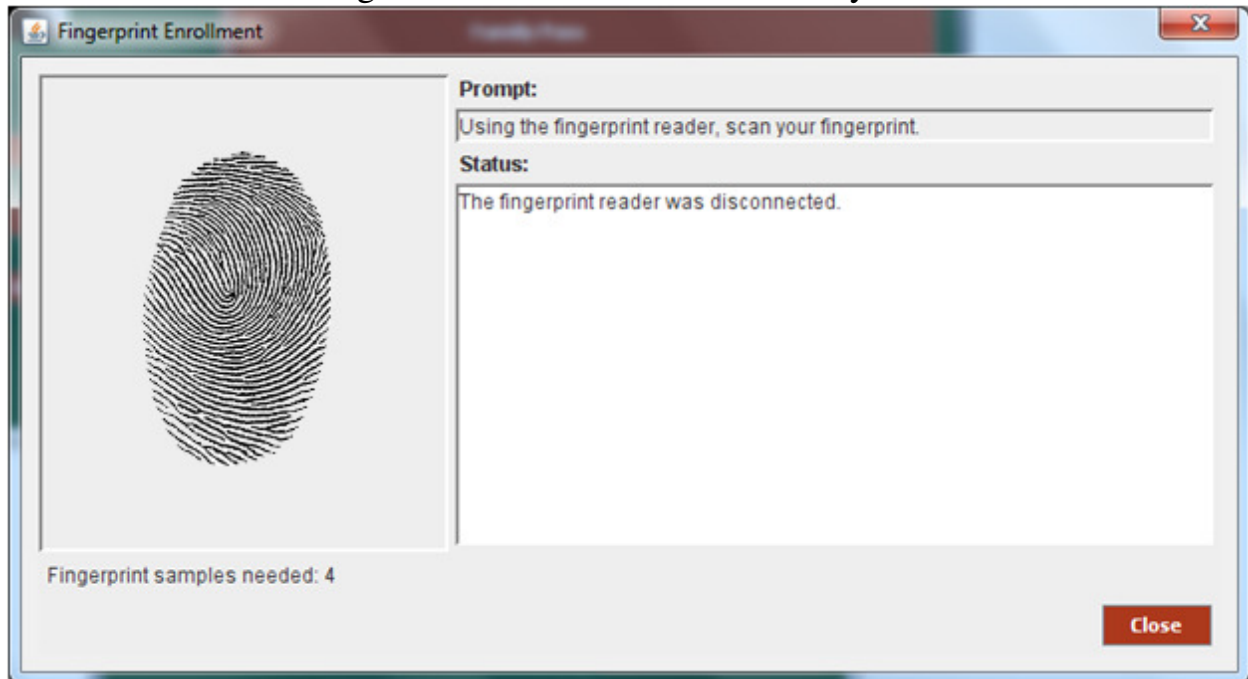 Fingerprint Enrollment
Prompt:
Using the fingerprint reader, scan your fingerprint.
Status:
The fingerprint reader was disconnected.
Fingerprint samples needed: 4
Close